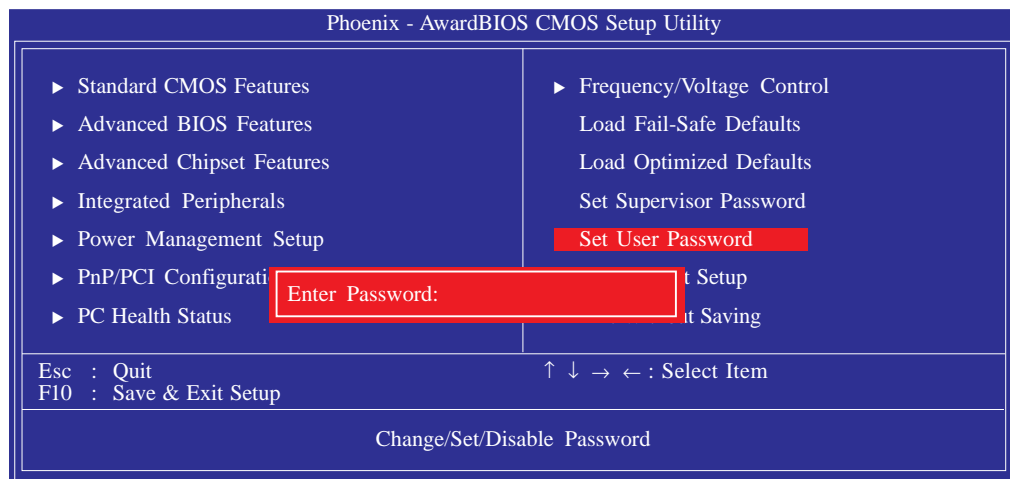 Phoenix - AwardBIOS CMOS Setup Utility
▶ Standard CMOS Features
▶ Advanced BIOS Features
▶ Advanced Chipset Features
▶ Integrated Peripherals
▶ Power Management Setup
▶ PnP/PCI Configurati
▶ PC Health Status
▶ Frequency/Voltage Control
Load Fail-Safe Defaults
Load Optimized Defaults
Set Supervisor Password
Set User Password
t Setup
Saving
Enter Password:
Esc : Quit
F10 : Save & Exit Setup
↑ ↓ → ← : Select Item
Change/Set/Disable Password